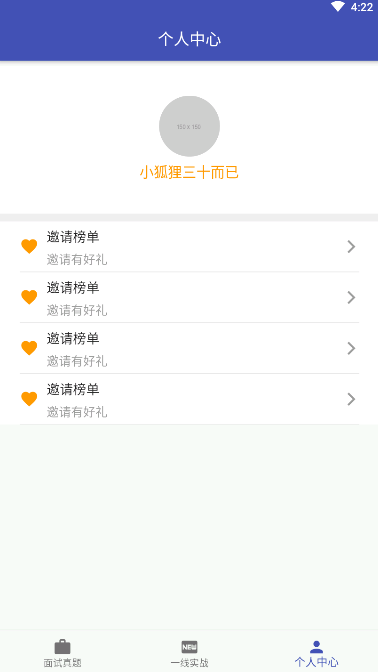 4:22
个人中心
150 x 150
小狐狸三十而已
邀请榜单
邀请有好礼
邀请榜单
邀请有好礼
邀请榜单
邀请有好礼
邀请榜单
邀请有好礼
NEW
面试真题
一线实战
个人中心